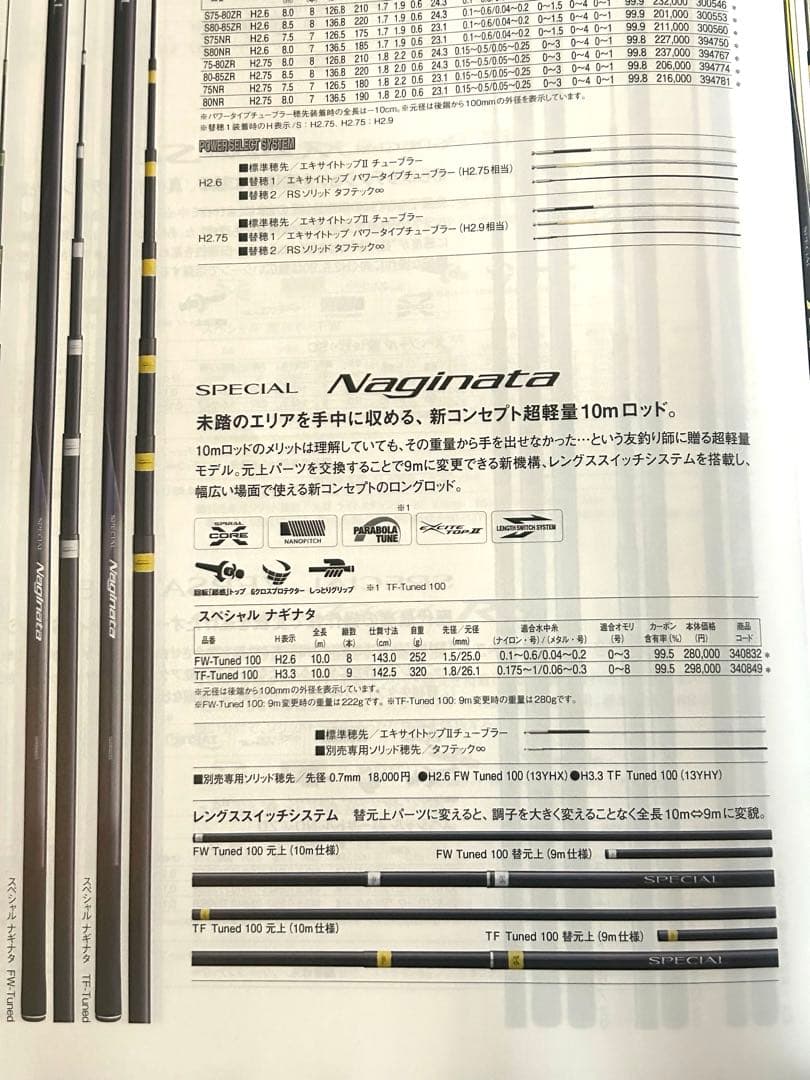 S75-80ZR H2.6 8.0 8 126.8 210 1.7 1.9 0.6 24.3 99.9 232,000 300546 *
S80-85ZR H2.6 8.5 8 136.8 220 1.7 1.9 0.6 24.3 0.1~0.6/0.04~0.2 0~1.5 0~4 0~1 99.9 201,000 300553 *
S75NR H2.6 7.5 7 126.5 175 1.7 1.9 0.6 23.1 0.1~0.6/0.04~0.2 0~1.5 0~4 0~1 99.9 211,000 300560 *
S80NR H2.6 8.0 7 136.5 185 1.7 1.9 0.6 23.1 99.8 227,000 394750 *
75-80ZR H2.75 8.0 8 126.8 210 1.8 2.2 0.6 24.3 0.15~0.5/0.05~0.25 0~3 0~4 0~1 99.8 237,000 394767 *
80-85ZR H2.75 8.5 8 136.8 220 1.8 2.0 0.6 24.3 0.15~0.5/0.05~0.25 0~3 0~4 0~1 99.8 206,000 394774 *
75NR H2.75 7.5 7 126.5 180 1.8 2.2 0.6 23.1 0.15~0.5/0.05~0.25 0~3 0~4 0~1 99.8 216,000 394781 *
80NR H2.75 8.0 7 136.5 190 1.8 2.0 0.6 23.1
※パワータイプチューブラー穂先装着時の全長は−10cm。※元径は後端から100mmの外径を表示しています。
※替穂1装着時のH表示/S:H2.75、H2.75:H2.9
POWER SELECT SYSTEM
H2.6
■標準穂先/エキサイトトップⅡ チューブラー
■替穂1/エキサイトトップ パワータイプチューブラー(H2.75相当)
■替穂2/RSソリッド タフテック∞
H2.75
■標準穂先/エキサイトトップⅡ チューブラー
■替穂1/エキサイトトップ パワータイプチューブラー(H2.9相当)
■替穂2/RSソリッド タフテック∞
SPECIAL Naginata
未踏のエリアを手中に収める、新コンセプト超軽量10mロッド。
10mロッドのメリットは理解していても、その重量から手を出せなかった…という友釣り師に贈る超軽量
モデル。元上パーツを交換することで9mに変更できる新機構、レングススイッチシステムを搭載し、
幅広い場面で使える新コンセプトのロングロッド。
※1
SPIRAL X CORE
NANOPITCH
PARABOLA TUNE
EXCITE TOP Ⅱ
LENGTH SWITCH SYSTEM
回転「節感」トップ
Gクロスプロテクター
しっとりグリップ
※1 TF-Tuned 100
スペシャル ナギナタ
品番 H表示 全長(m) 継数(本) 仕舞寸法(cm) 自重(g) 先径/元径(mm) 適合水中糸(ナイロン・号)/(メタル・号) 適合オモリ(号) カーボン含有率(%) 本体価格(円) 商品コード
FW-Tuned 100 H2.6 10.0 8 143.0 252 1.5/25.0 0.1~0.6/0.04~0.2 0~3 99.5 280,000 340832 *
TF-Tuned 100 H3.3 10.0 9 142.5 320 1.8/26.1 0.175~1/0.06~0.3 0~8 99.5 298,000 340849 *
※元径は後端から100mmの外径を表示しています。
※FW-Tuned 100: 9m変更時の重量は222gです。 ※TF-Tuned 100: 9m変更時の重量は280gです。
■標準穂先/エキサイトトップⅡチューブラー
■別売専用ソリッド穂先/タフテック∞
■別売専用ソリッド穂先/先径 0.7mm 18,000円 ●H2.6 FW Tuned 100 (13YHX) ●H3.3 TF Tuned 100 (13YHY)
レングススイッチシステム 替元上パーツに変えると、調子を大きく変えることなく全長10m⇔9mに変貌。
FW Tuned 100 元上(10m仕様)
FW Tuned 100 替元上(9m仕様)
SPECIAL
TF Tuned 100 元上(10m仕様)
TF Tuned 100 替元上(9m仕様)
SPECIAL
SPECIAL Naginata
スペシャル ナギナタ FW-Tuned
SPECIAL Naginata
スペシャル ナギナタ TF-Tuned